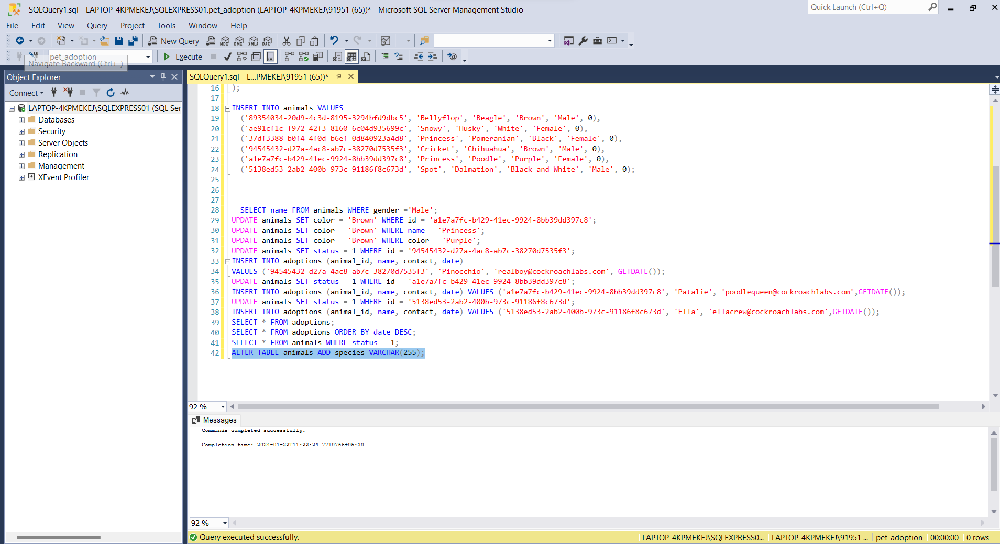 SQLQuery1.sql - LAPTOP-4KPMEKEJ\SQLEXPRESS01.pet_adoption (LAPTOP-4KPMEKEJ\91951 (65))* - Microsoft SQL Server Management Studio
Quick Launch (Ctrl+Q)
File Edit View Query Project Tools Window Help
New Query
MDX DMX XMLA DAX
pet_adoption
Execute
Navigate Backward (Ctrl+-)
Object Explorer
Connect
LAPTOP-4KPMEKEJ\SQLEXPRESS01 (SQL Ser
Databases
Security
Server Objects
Replication
Management
XEvent Profiler
SQLQuery1.sql - L...PMEKEJ\91951 (65))*
16 );
17
18 INSERT INTO animals VALUES
19 ('89354034-20d9-4c3d-8195-3294bfd9dbc5', 'Bellyflop', 'Beagle', 'Brown', 'Male', 0),
20 ('ae91cf1c-f972-42f3-8160-6c04d935699c', 'Snowy', 'Husky', 'White', 'Female', 0),
21 ('37df3388-b0f4-4f0d-b6ef-0d840923a4d8', 'Princess', 'Pomeranian', 'Black', 'Female', 0),
22 ('94545432-d27a-4ac8-ab7c-38270d7535f3', 'Cricket', 'Chihuahua', 'Brown', 'Male', 0),
23 ('a1e7a7fc-b429-41ec-9924-8bb39dd397c8', 'Princess', 'Poodle', 'Purple', 'Female', 0),
24 ('5138ed53-2ab2-400b-973c-91186f8c673d', 'Spot', 'Dalmation', 'Black and White', 'Male', 0);
25
26
27
28 SELECT name FROM animals WHERE gender ='Male';
29 UPDATE animals SET color = 'Brown' WHERE id = 'a1e7a7fc-b429-41ec-9924-8bb39dd397c8';
30 UPDATE animals SET color = 'Brown' WHERE name = 'Princess';
31 UPDATE animals SET color = 'Brown' WHERE color = 'Purple';
32 UPDATE animals SET status = 1 WHERE id = '94545432-d27a-4ac8-ab7c-38270d7535f3';
33 INSERT INTO adoptions (animal_id, name, contact, date)
34 VALUES ('94545432-d27a-4ac8-ab7c-38270d7535f3', 'Pinocchio', 'realboy@cockroachlabs.com', GETDATE());
35 UPDATE animals SET status = 1 WHERE id = 'a1e7a7fc-b429-41ec-9924-8bb39dd397c8';
36 INSERT INTO adoptions (animal_id, name, contact, date) VALUES ('a1e7a7fc-b429-41ec-9924-8bb39dd397c8', 'Patalie', 'poodlequeen@cockroachlabs.com',GETDATE());
37 UPDATE animals SET status = 1 WHERE id = '5138ed53-2ab2-400b-973c-91186f8c673d';
38 INSERT INTO adoptions (animal_id, name, contact, date) VALUES ('5138ed53-2ab2-400b-973c-91186f8c673d', 'Ella', 'ellacrew@cockroachlabs.com',GETDATE());
39 SELECT * FROM adoptions;
40 SELECT * FROM adoptions ORDER BY date DESC;
41 SELECT * FROM animals WHERE status = 1;
42 ALTER TABLE animals ADD species VARCHAR(255);
92 %
Messages
Commands completed successfully.
Completion time: 2024-01-22T11:22:24.7710766+05:30
92 %
Query executed successfully.
LAPTOP-4KPMEKEJ\SQLEXPRESS0... LAPTOP-4KPMEKEJ\91951 ... pet_adoption 00:00:00 0 rows